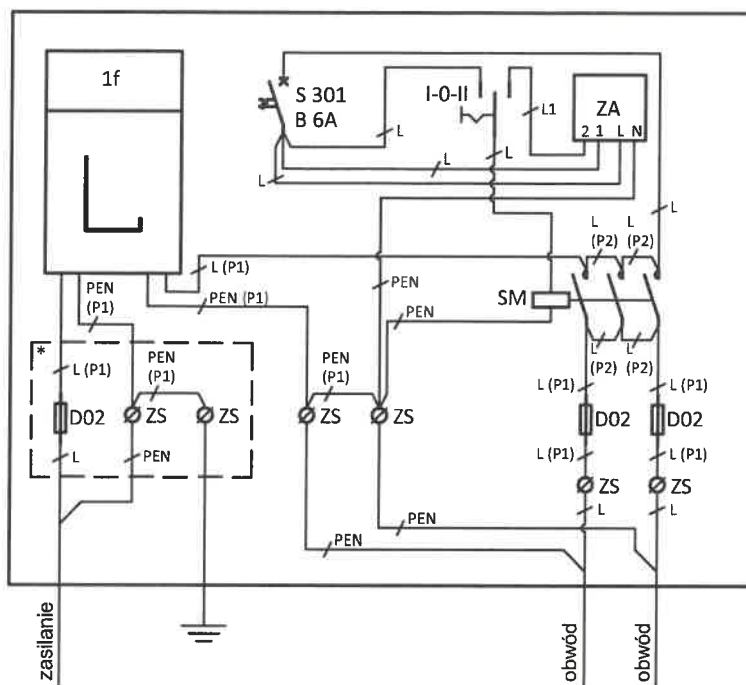 1f
S 301
B 6A
I-0-II
ZA
2 1 L N
L
L1
L
L
L
L
L
(P2)
L
(P2)
L (P1)
PEN
(P1)
PEN (P1)
PEN
PEN
SM
*
L (P1)
PEN
(P1)
PEN
(P1)
L
(P2)
L
(P2)
L (P1)
L (P1)
D02
ZS
ZS
ZS
ZS
D02
D02
L
PEN
L (P1)
L (P1)
ZS
ZS
L
L
PEN
PEN
zasilanie
obwód
obwód